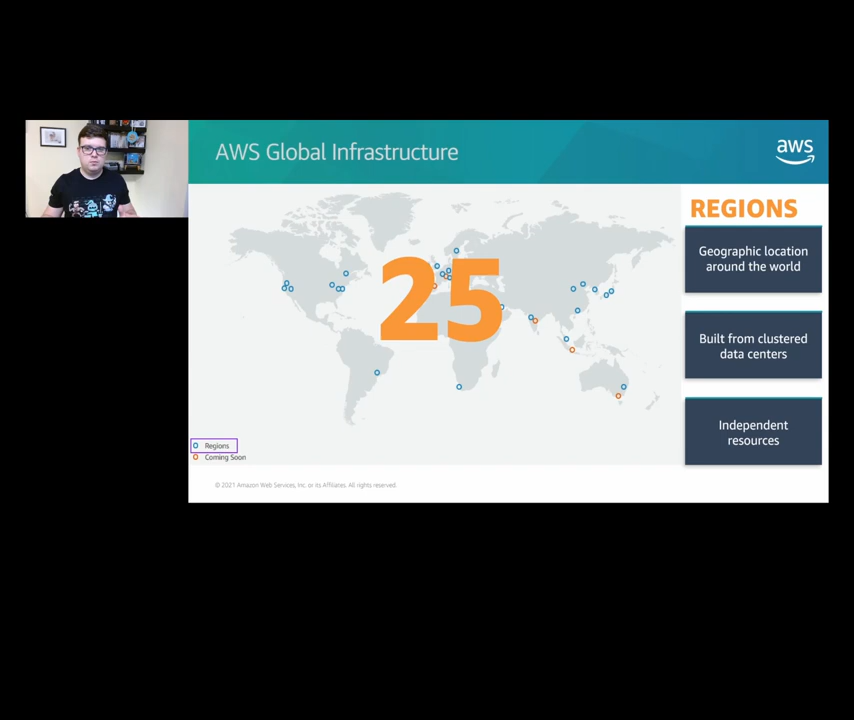 AWS Global Infrastructure
aws
REGIONS
25
Geographic location
around the world
Built from clustered
data centers
Independent
resources
Regions
Coming Soon
© 2021 Amazon Web Services, Inc. or its Affiliates. All rights reserved.